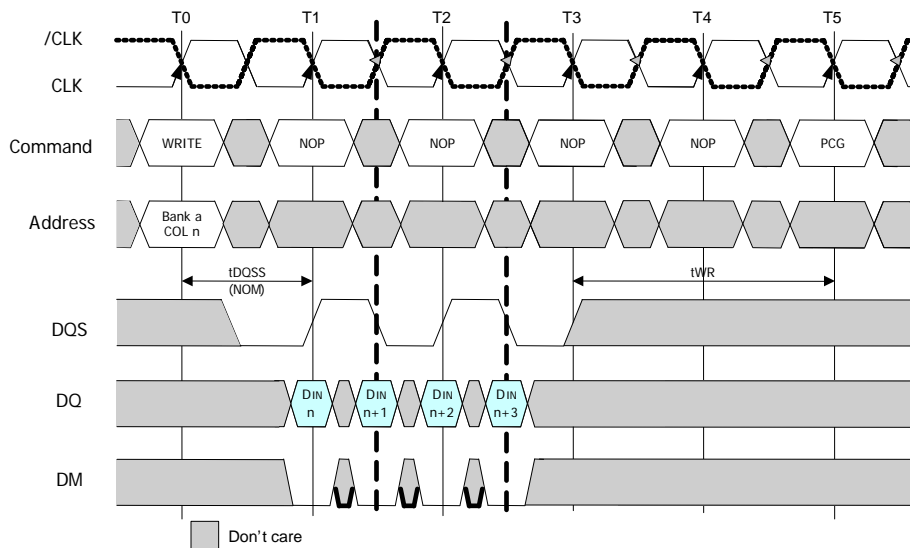 T0 T1 T2 T3 T4 T5
/CLK
CLK
Command WRITE NOP NOP NOP NOP PCG
Address Bank a
COL n
tDQSS
(NOM)
tWR
DQS
DQ DIN DIN DIN DIN
n n+1 n+2 n+3
DM
Don't care